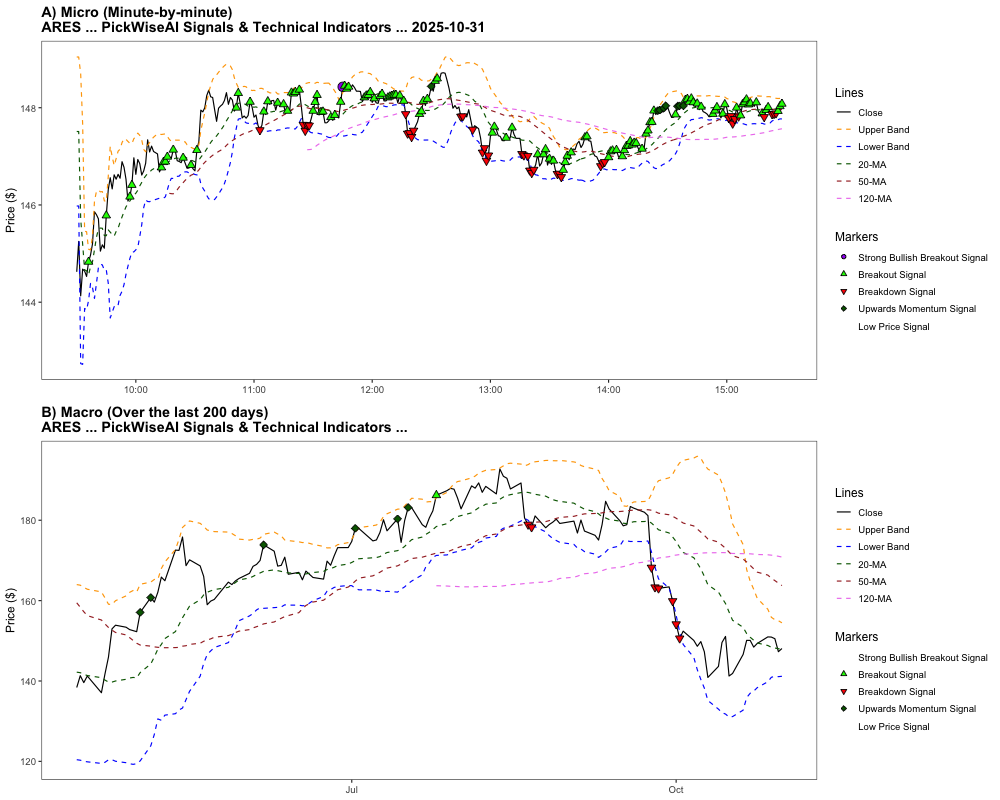 A) Micro (Minute-by-minute)
ARES ... PickWiseAI Signals & Technical Indicators ... 2025-10-31
Price ($)
148
146
144
10:00
11:00
12:00
13:00
14:00
15:00
Lines
Close
Upper Band
Lower Band
20-MA
50-MA
120-MA
Markers
Strong Bullish Breakout Signal
Breakout Signal
Breakdown Signal
Upwards Momentum Signal
Low Price Signal
B) Macro (Over the last 200 days)
ARES ... PickWiseAI Signals & Technical Indicators ...
Price ($)
180
160
140
120
Jul
Oct
Lines
Close
Upper Band
Lower Band
20-MA
50-MA
120-MA
Markers
Strong Bullish Breakout Signal
Breakout Signal
Breakdown Signal
Upwards Momentum Signal
Low Price Signal